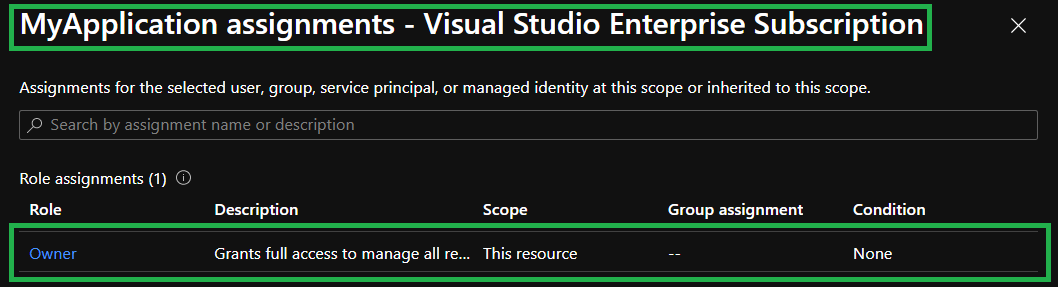 MyApplication assignments - Visual Studio Enterprise Subscription
Assignments for the selected user, group, service principal, or managed identity at this scope or inherited to this scope.
Search by assignment name or description
Role assignments (1)
Role Description Scope Group assignment Condition
Owner Grants full access to manage all re... This resource -- None